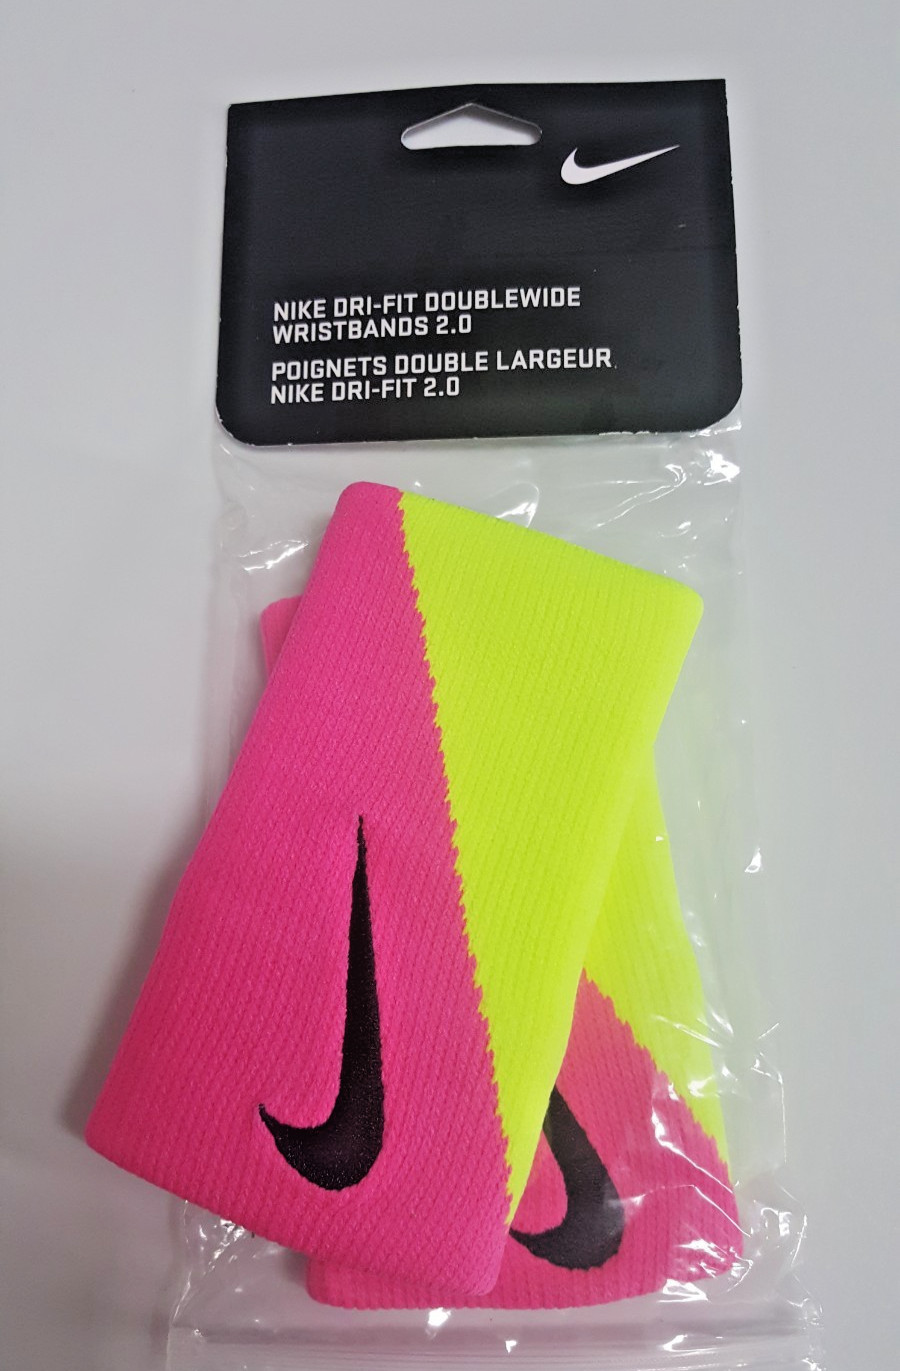 NIKE DRI-FIT DOUBLEWIDE
WRISTBANDS 2.0
POIGNETS DOUBLE LARGEUR
NIKE DRI-FIT 2.0